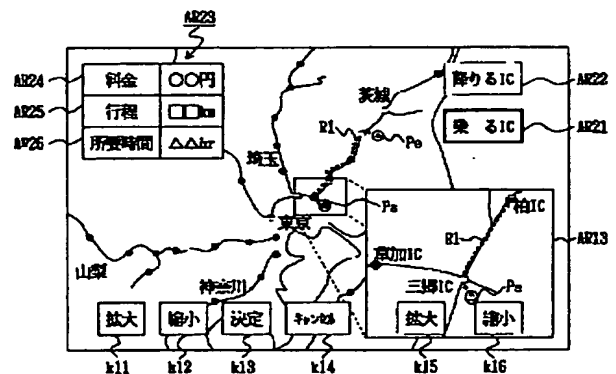 AR23
AR24 料金 ○○円
AR25 行程 □□km
AR26 所要時間 △△hr
降りるIC AR22
乗 るIC AR21
茨城
R1
Pe
埼玉
Ps
東京
山梨
神奈川
柏IC
R1
AR13
草加IC
三郷IC
Ps
拡大
縮小
決定
キャンセル
拡大
縮小
k11
k12
k13
k14
k15
k16